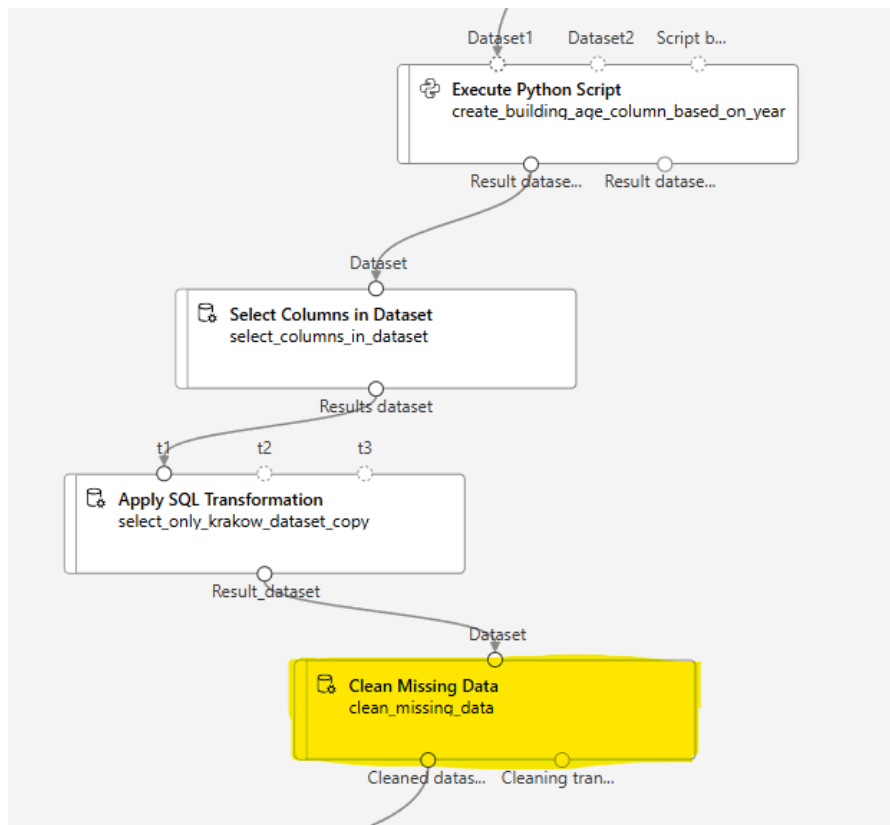 Dataset1 Dataset2 Script b...
Execute Python Script
create_building_age_column_based_on_year
Result datase... Result datase...
Dataset
Select Columns in Dataset
select_columns_in_dataset
Results dataset
t1 t2 t3
Apply SQL Transformation
select_only_krakow_dataset_copy
Result_dataset
Dataset
Clean Missing Data
clean_missing_data
Cleaned datas... Cleaning tran...